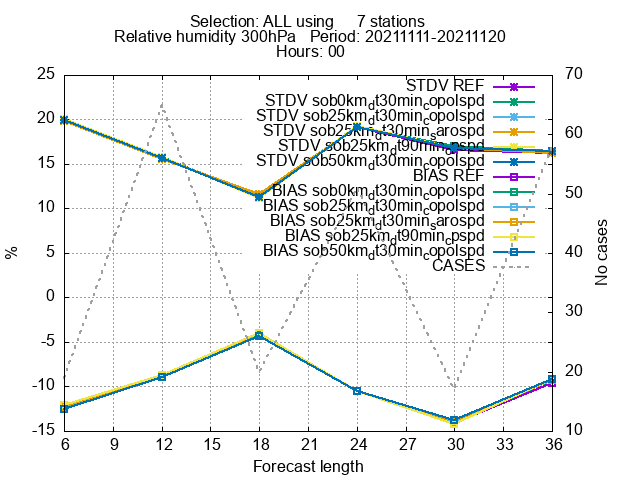 Selection: ALL using 7 stations
Relative humidity 300hPa Period: 20211111-20211120
Hours: 00
25
20
15
10
5
0
-5
-10
-15
%
70
60
50
40
30
20
10
No cases
STDV REF
STDV sob0km_dt30min_copolspd
STDV sob25km_dt30min_copolspd
STDV sob25km_dt30min_sarospd
STDV sob25km_dt90min_cpspd
STDV sob50km_dt30min_copolspd
BIAS REF
BIAS sob0km_dt30min_copolspd
BIAS sob25km_dt30min_copolspd
BIAS sob25km_dt30min_sarospd
BIAS sob25km_dt90min_cpspd
BIAS sob50km_dt30min_copolspd
CASES
6 9 12 15 18 21 24 27 30 33 36
Forecast length